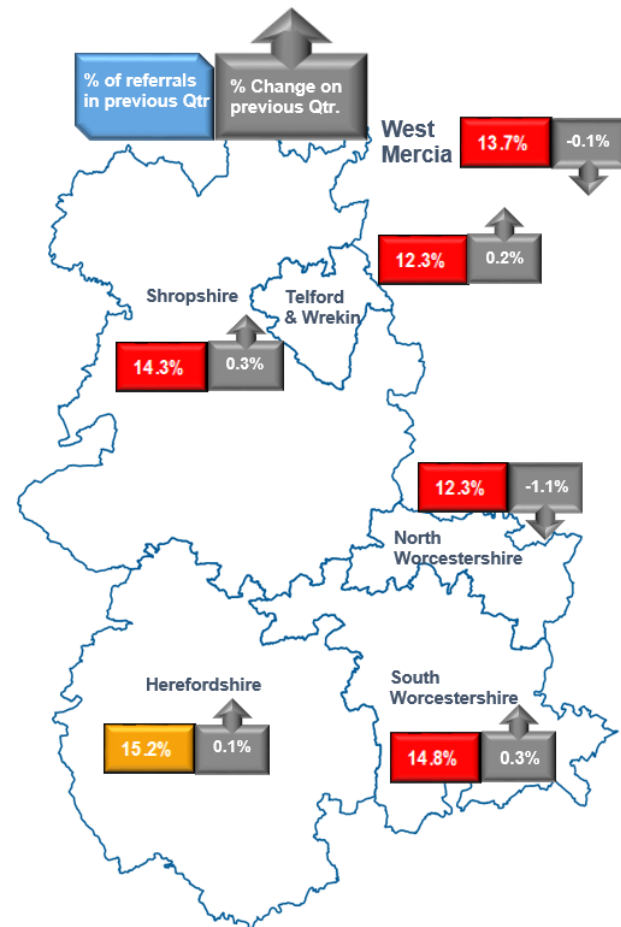 % of referrals
in previous Qtr
% Change on
previous Qtr.
West
Mercia
13.7%
-0.1%
12.3%
0.2%
Shropshire
Telford
& Wrekin
14.3%
0.3%
12.3%
-1.1%
North
Worcestershire
Herefordshire
15.2%
0.1%
South
Worcestershire
14.8%
0.3%